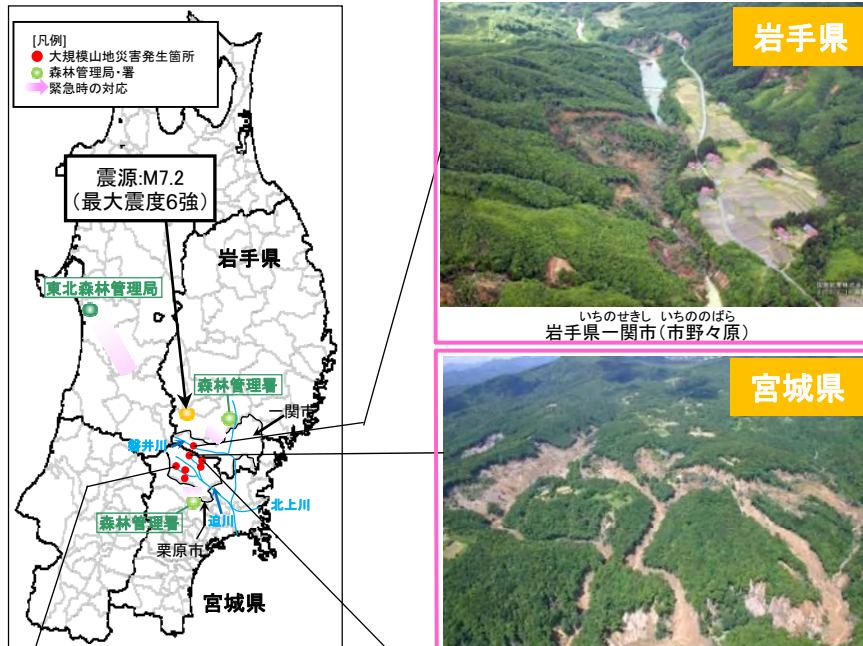 [凡例]
大規模山地災害発生箇所
森林管理局・署
緊急時の対応
震源:M7.2
(最大震度6強)
岩手県
東北森林管理局
森林管理署
一関市
磐井川
北上川
迫川
森林管理署
栗原市
宮城県
岩手県
いちのせきし いちののばら
岩手県一関市(市野々原)
宮城県